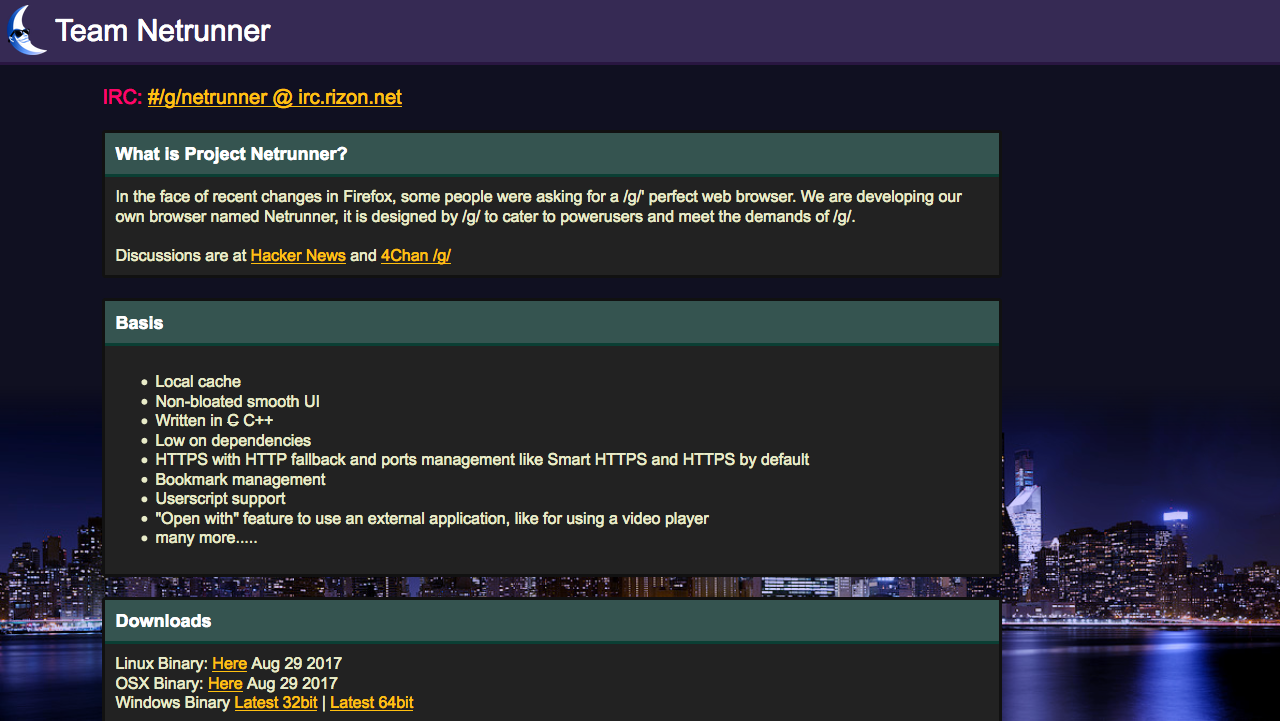 Team Netrunner
IRC: #/g/netrunner @ irc.rizon.net
What is Project Netrunner?
In the face of recent changes in Firefox, some people were asking for a /g/' perfect web browser. We are developing our
own browser named Netrunner, it is designed by /g/ to cater to powerusers and meet the demands of /g/.
Discussions are at Hacker News and 4Chan /g/
Basis
• Local cache
• Non-bloated smooth UI
• Written in C C++
• Low on dependencies
• HTTPS with HTTP fallback and ports management like Smart HTTPS and HTTPS by default
• Bookmark management
• Userscript support
• "Open with" feature to use an external application, like for using a video player
• many more.....
Downloads
Linux Binary: Here Aug 29 2017
OSX Binary: Here Aug 29 2017
Windows Binary Latest 32bit | Latest 64bit